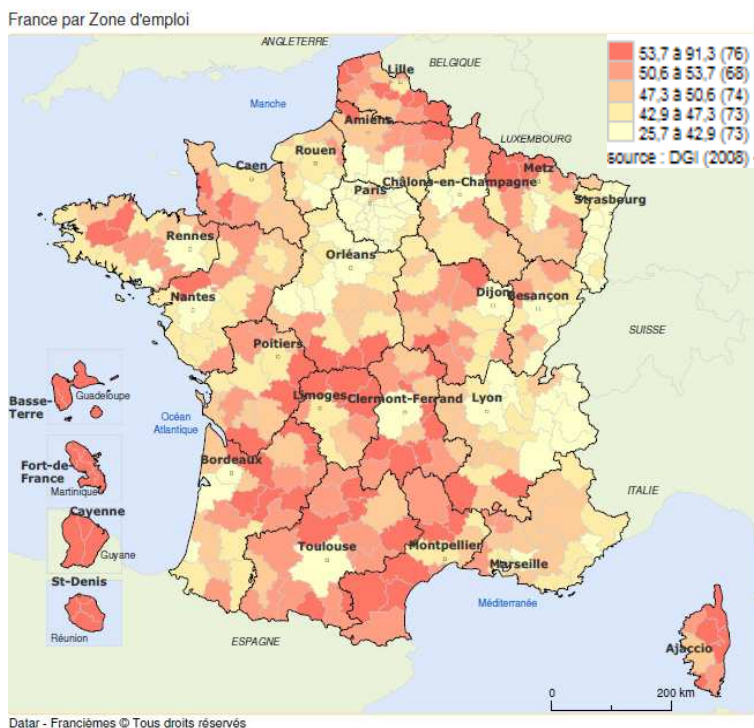 France par Zone d'emploi
53,7 à 91,3 (76)
50,6 à 53,7 (68)
47,3 à 50,6 (74)
42,9 à 47,3 (73)
25,7 à 42,9 (73)
source : DGI (2008)
ANGLETERRE
BELGIQUE
Lille
Manche
Amiens
LUXEMBOURG
Rouen
Metz
Caen
Châlons-en-Champagne
Paris
Strasbourg
Rennes
Orléans
Nantes
Dijon
Besançon
SUISSE
Poitiers
Limoges
Clermont-Ferrand
Lyon
Basse-
Terre
Guadeloupe
Océan
Atlantique
Bordeaux
Fort-de-
France
Martinique
ITALIE
Cayenne
Guyane
Toulouse
Montpellier
Marseille
St-Denis
Réunion
Méditerranée
ESPAGNE
Ajaccio
0 200 km
Datar - Francièmes © Tous droits réservés